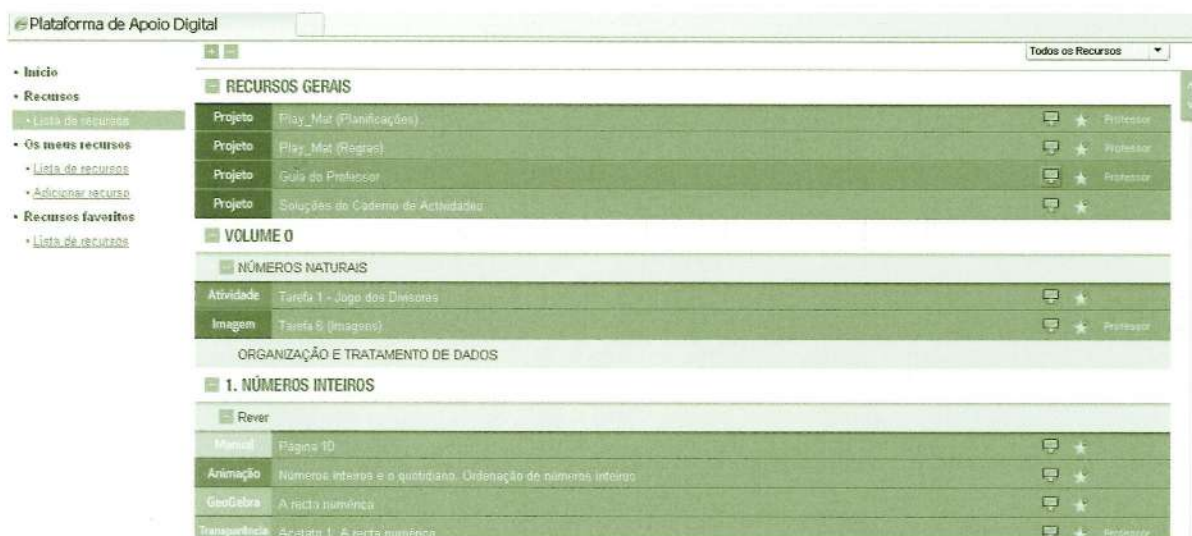 Plataforma de Apoio Digital
Todos os Recursos
• Início
• Recursos
• Lista de recursos
• Os meus recursos
• Lista de recursos
• Adicionar recurso
• Recursos favoritos
• Lista de recursos
RECURSOS GERAIS
Projeto Play_Mat (Planificações) Professor
Projeto Play_Mat (Regras) Professor
Projeto Guia do Professor Professor
Projeto Soluções do Caderno de Actividades
VOLUME 0
NÚMEROS NATURAIS
Atividade Tarefa 1 - Jogo dos Divisores
Imagem Tarefa 6 (Imagens) Professor
ORGANIZAÇÃO E TRATAMENTO DE DADOS
1. NÚMEROS INTEIROS
Rever
Manual Página 10
Animação Números inteiros e o quotidiano. Ordenação de números inteiros
GeoGebra A recta numérica
Transparência Acetato 1: A recta numérica Professor